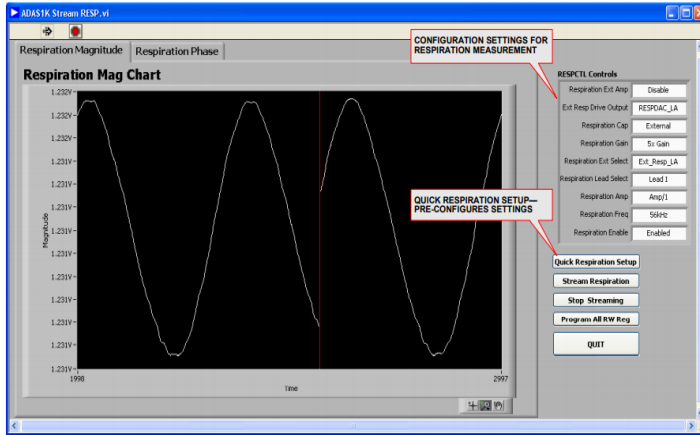 ADAS1K Stream RESP.vi
Respiration Magnitude
Respiration Phase
CONFIGURATION SETTINGS FOR
RESPIRATION MEASUREMENT
Respiration Mag Chart
1.232V
1.232V
1.232V
1.231V
1.231V
1.231V
1.231V
1.231V
1.231V
1.231V
1.231V
1.231V
1.231V
Magnitude
1998
2997
Time
RESPCTL Controls
Respiration Ext Amp
Disable
Ext Resp Drive Output
RESPDAC_LA
Respiration Cap
External
Respiration Gain
5x Gain
Respiration Ext Select
Ext_Resp_LA
Respiration Lead Select
Lead 1
Respiration Amp
Amp/1
Respiration Freq
56kHz
Respiration Enable
Enabled
QUICK RESPIRATION SETUP—
PRE-CONFIGURES SETTINGS
Quick Respiration Setup
Stream Respiration
Stop Streaming
Program All RW Reg
QUIT